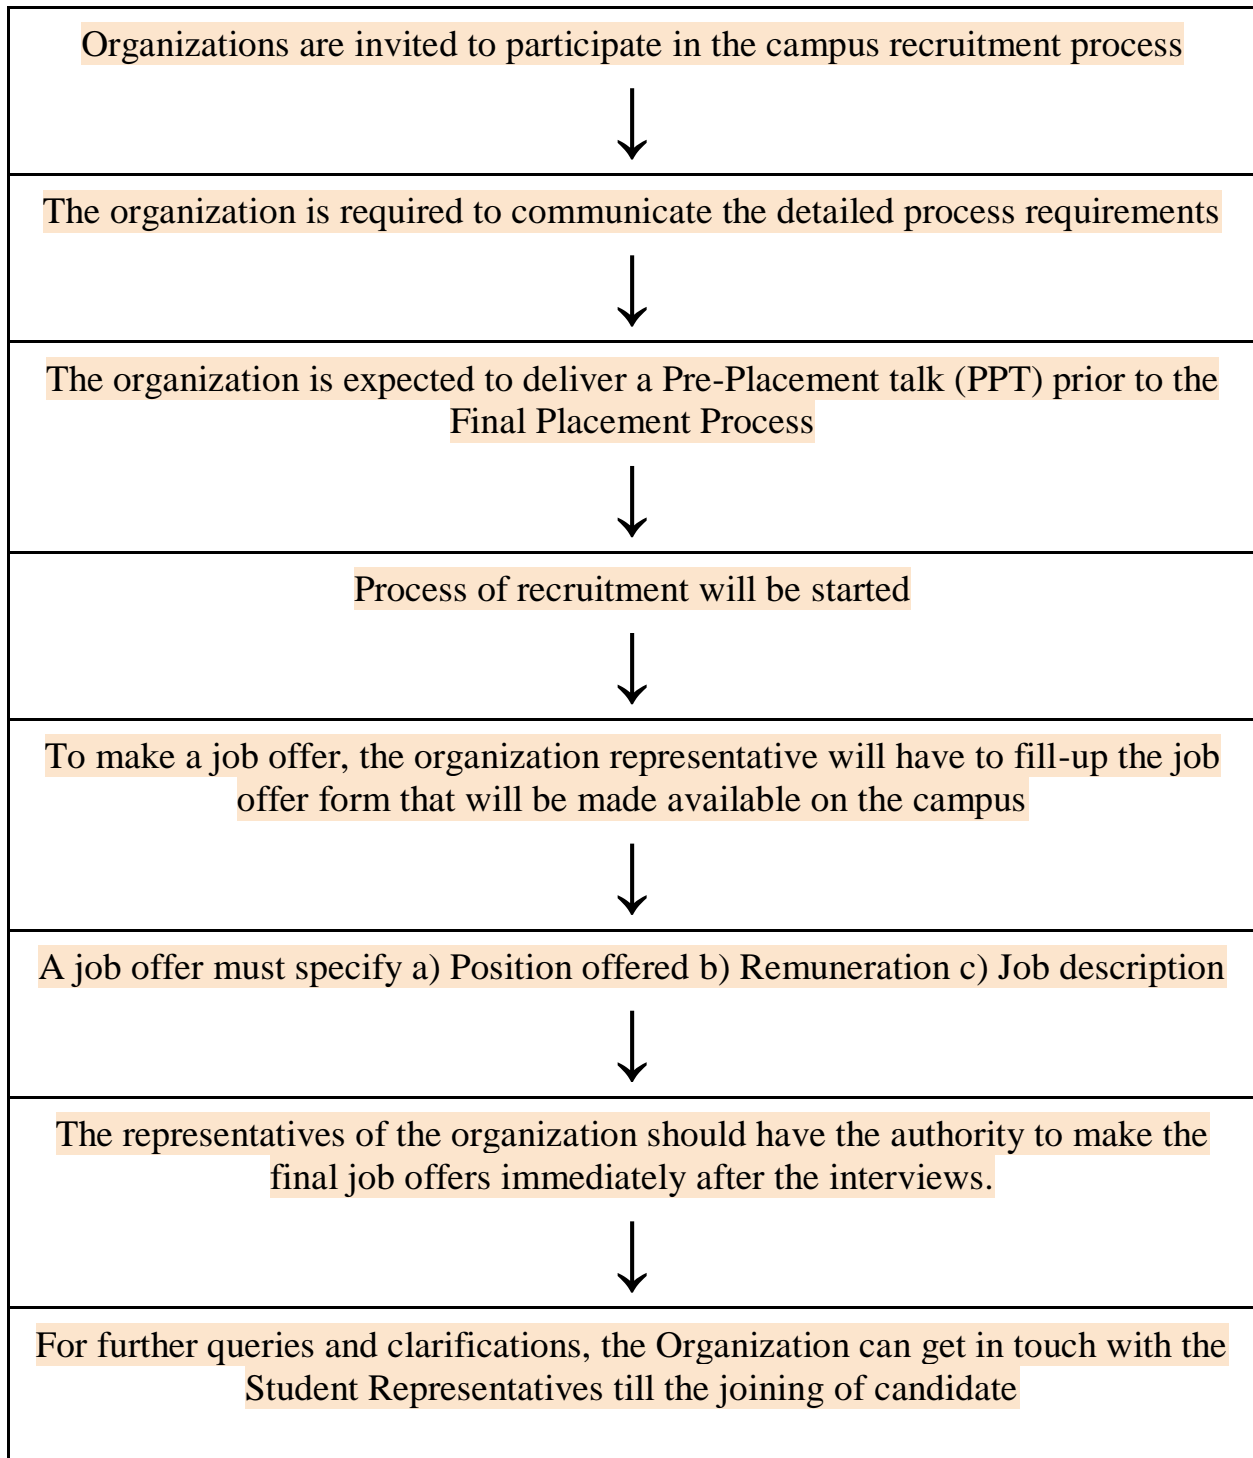 Organizations are invited to participate in the campus recruitment process
The organization is required to communicate the detailed process requirements
The organization is expected to deliver a Pre-Placement talk (PPT) prior to the
Final Placement Process
Process of recruitment will be started
To make a job offer, the organization representative will have to fill-up the job
offer form that will be made available on the campus
A job offer must specify a) Position offered b) Remuneration c) Job description
The representatives of the organization should have the authority to make the
final job offers immediately after the interviews.
For further queries and clarifications, the Organization can get in touch with the
Student Representatives till the joining of candidate